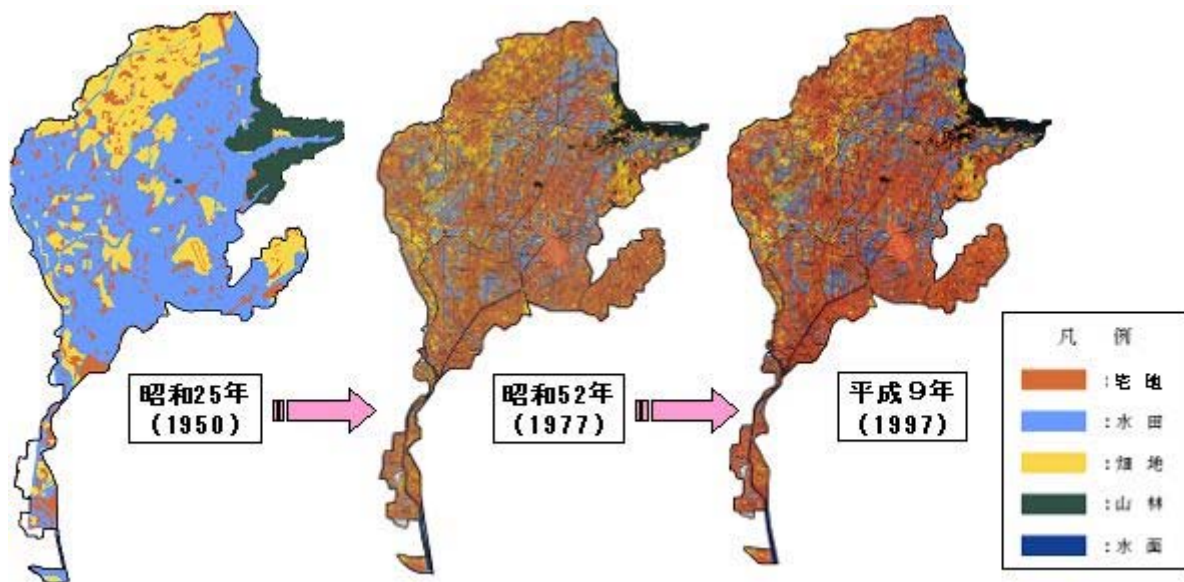 昭和25年
(1950)
昭和52年
(1977)
平成9年
(1997)
凡 例
:宅 地
:水 田
:畑 地
:山 林
:水 面